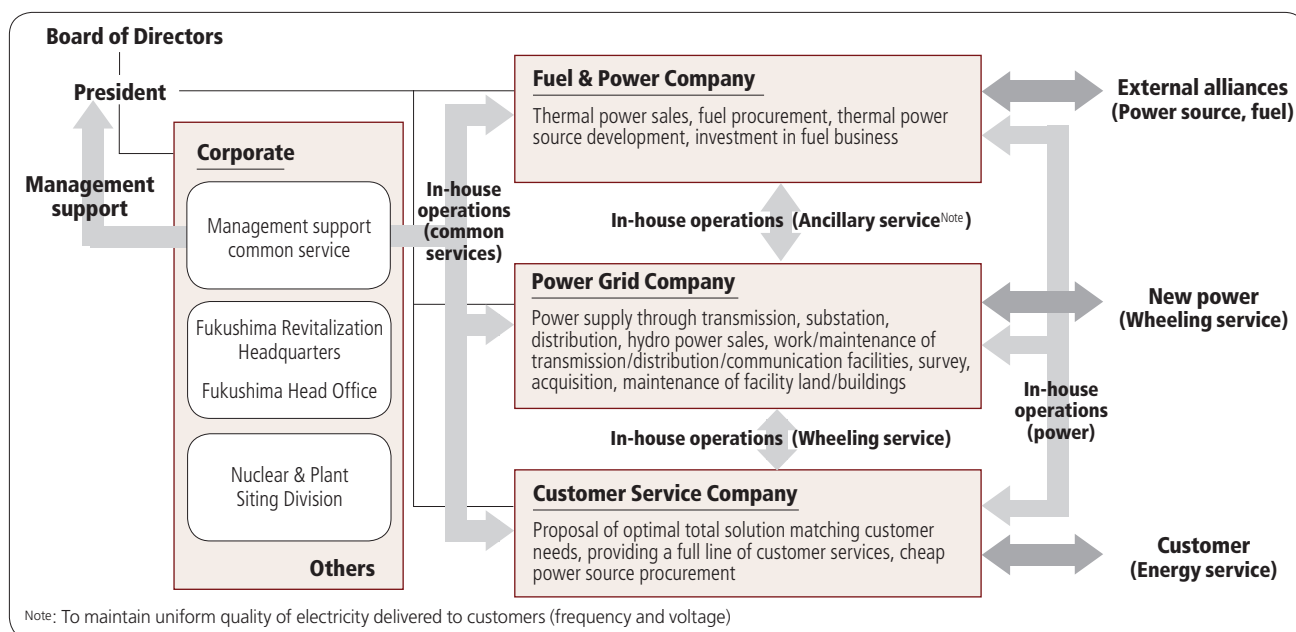 Board of Directors
President
Management
support
Corporate
Management support
common service
Fukushima Revitalization
Headquarters
Fukushima Head Office
Nuclear & Plant
Siting Division
Others
In-house
operations
(common
services)
Fuel & Power Company
Thermal power sales, fuel procurement, thermal power
source development, investment in fuel business
In-house operations (Ancillary serviceNote)
Power Grid Company
Power supply through transmission, substation,
distribution, hydro power sales, work/maintenance of
transmission/distribution/communication facilities, survey,
acquisition, maintenance of facility land/buildings
In-house operations (Wheeling service)
Customer Service Company
Proposal of optimal total solution matching customer
needs, providing a full line of customer services, cheap
power source procurement
External alliances
(Power source, fuel)
New power
(Wheeling service)
In-house
operations
(power)
Customer
(Energy service)
Note: To maintain uniform quality of electricity delivered to customers (frequency and voltage)